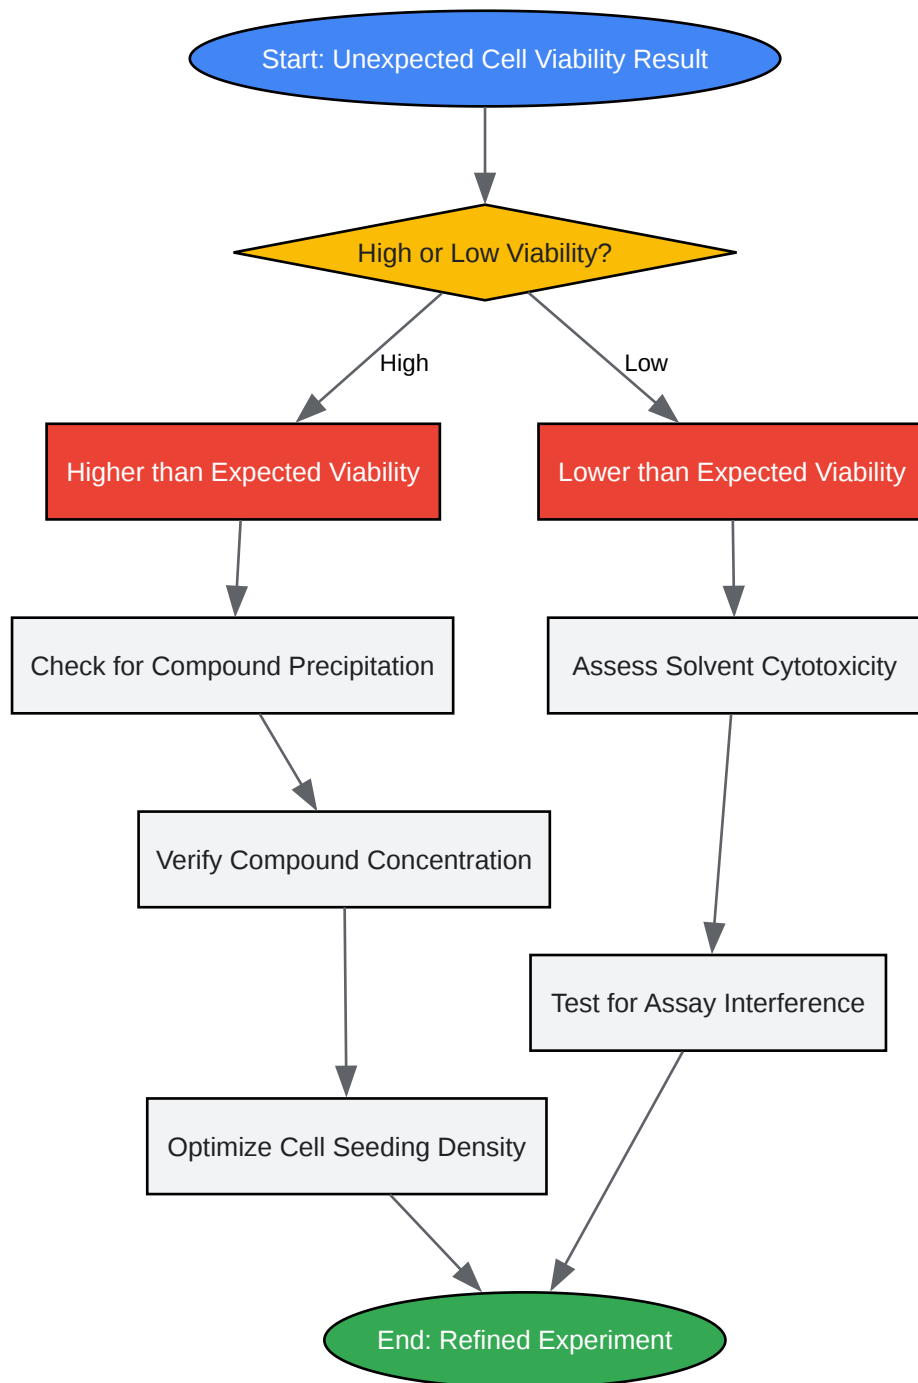 Start: Unexpected Cell Viability Result
High or Low Viability?
High
Low
Higher than Expected Viability
Lower than Expected Viability
Check for Compound Precipitation
Assess Solvent Cytotoxicity
Verify Compound Concentration
Test for Assay Interference
Optimize Cell Seeding Density
End: Refined Experiment